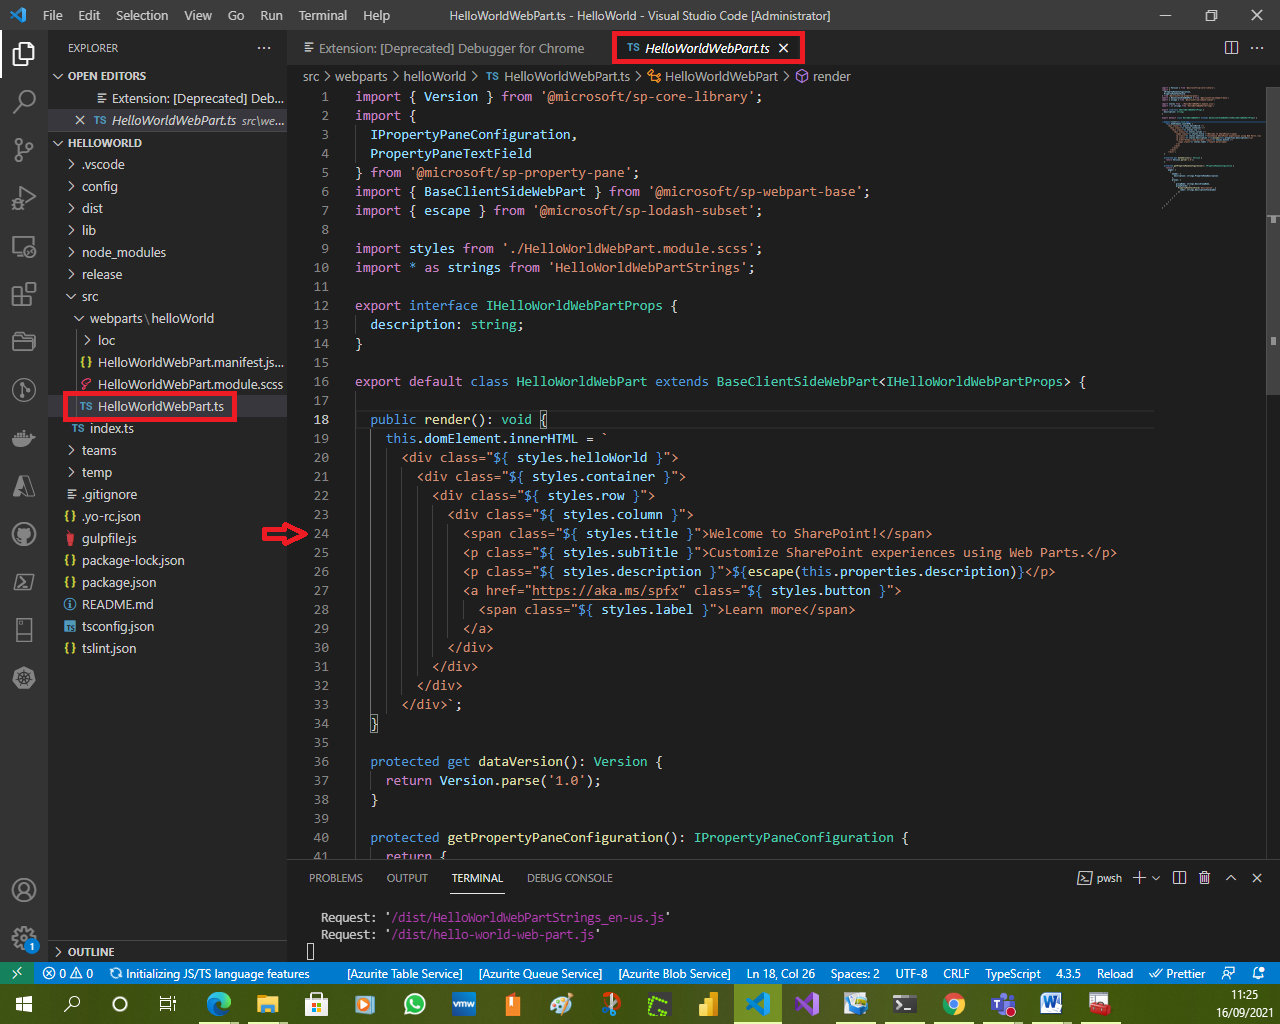 File Edit Selection View Go Run Terminal Help
HelloWorldWebPart.ts - HelloWorld - Visual Studio Code [Administrator]
EXPLORER
OPEN EDITORS
Extension: [Deprecated] Deb...
TS HelloWorldWebPart.ts src\we...
HELLOWORLD
.vscode
config
dist
lib
node_modules
release
src
webparts \ helloWorld
loc
{} HelloWorldWebPart.manifest.js...
HelloWorldWebPart.module.scss
TS HelloWorldWebPart.ts
TS index.ts
teams
temp
.gitignore
{} .yo-rc.json
gulpfile.js
{} package-lock.json
{} package.json
README.md
tsconfig.json
{} tslint.json
OUTLINE
1
Extension: [Deprecated] Debugger for Chrome
TS HelloWorldWebPart.ts
src > webparts > helloWorld > TS HelloWorldWebPart.ts > HelloWorldWebPart > render
1 import { Version } from '@microsoft/sp-core-library';
2 import {
3 IPropertyPaneConfiguration,
4 PropertyPaneTextField
5 } from '@microsoft/sp-property-pane';
6 import { BaseClientSideWebPart } from '@microsoft/sp-webpart-base';
7 import { escape } from '@microsoft/sp-lodash-subset';
8
9 import styles from './HelloWorldWebPart.module.scss';
10 import * as strings from 'HelloWorldWebPartStrings';
11
12 export interface IHelloWorldWebPartProps {
13 description: string;
14 }
15
16 export default class HelloWorldWebPart extends BaseClientSideWebPart<IHelloWorldWebPartProps> {
17
18 public render(): void {
19 this.domElement.innerHTML = `
20 <div class="${ styles.helloWorld }">
21 <div class="${ styles.container }">
22 <div class="${ styles.row }">
23 <div class="${ styles.column }">
24 <span class="${ styles.title }">Welcome to SharePoint!</span>
25 <p class="${ styles.subTitle }">Customize SharePoint experiences using Web Parts.</p>
26 <p class="${ styles.description }">${escape(this.properties.description)}</p>
27 <a href="https://aka.ms/spfx" class="${ styles.button }">
28 <span class="${ styles.label }">Learn more</span>
29 </a>
30 </div>
31 </div>
32 </div>
33 </div>`;
34 }
35
36 protected get dataVersion(): Version {
37 return Version.parse('1.0');
38 }
39
40 protected getPropertyPaneConfiguration(): IPropertyPaneConfiguration {
41 return {
PROBLEMS OUTPUT TERMINAL DEBUG CONSOLE
pwsh
Request: '/dist/HelloWorldWebPartStrings_en-us.js'
Request: '/dist/hello-world-web-part.js'
0 0 Initializing JS/TS language features [Azurite Table Service] [Azurite Queue Service] [Azurite Blob Service] Ln 18, Col 26 Spaces: 2 UTF-8 CRLF TypeScript 4.3.5 Reload Prettier
vmw
11:25
16/09/2021